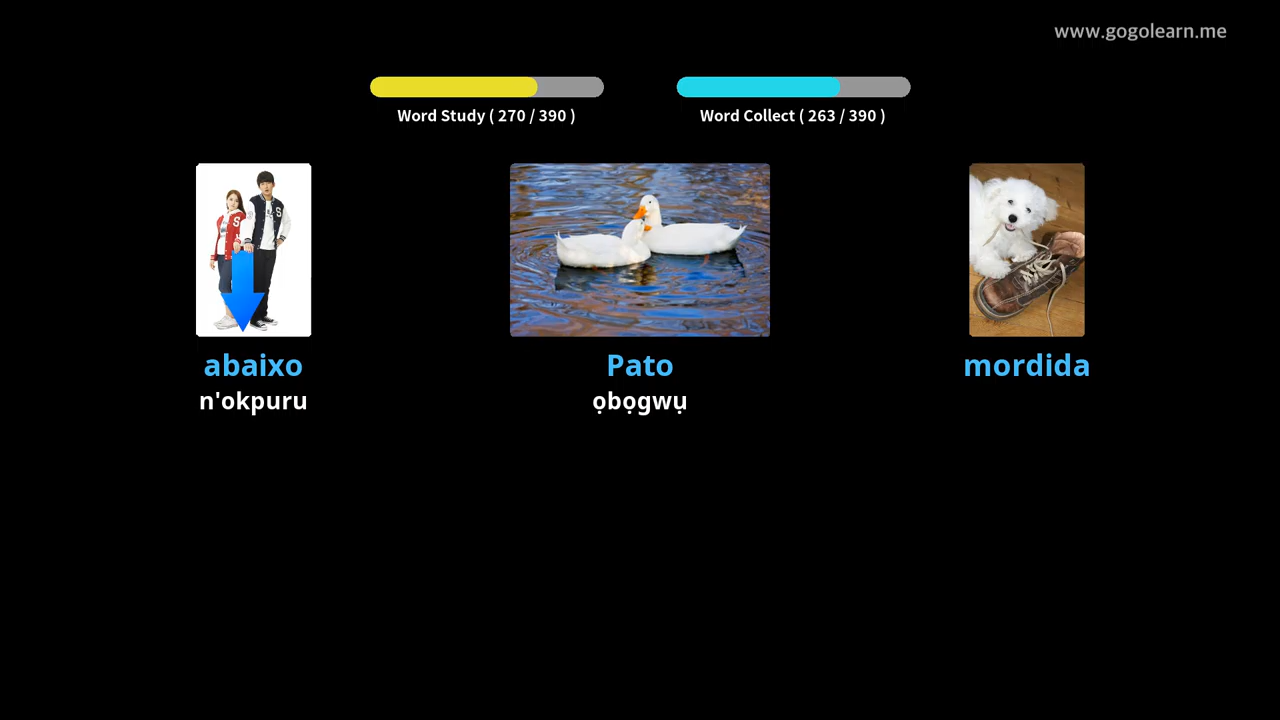 www.gogolearn.me
Word Study ( 270 / 390 )
Word Collect ( 263 / 390 )
abaixo
n'okpuru
Pato
ọbọgwụ
mordida